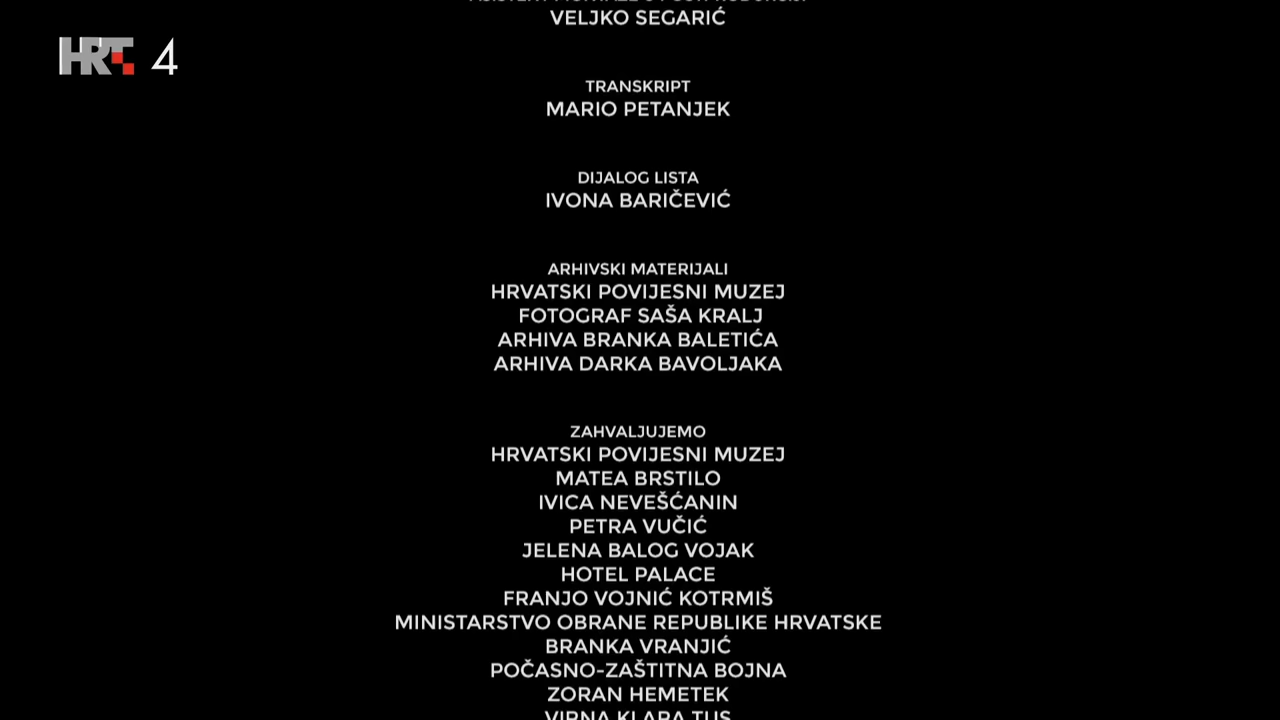 VELJKO SEGARIĆ
HRT 4
TRANSKRIPT
MARIO PETANJEK
DIJALOG LISTA
IVONA BARIČEVIĆ
ARHIVSKI MATERIJALI
HRVATSKI POVIJESNI MUZEJ
FOTOGRAF SAŠA KRALJ
ARHIVA BRANKA BALETIĆA
ARHIVA DARKA BAVOLJAKA
ZAHVALJUJEMO
HRVATSKI POVIJESNI MUZEJ
MATEA BRSTILO
IVICA NEVEŠĆANIN
PETRA VUČIĆ
JELENA BALOG VOJAK
HOTEL PALACE
FRANJO VOJNIĆ KOTRMIŠ
MINISTARSTVO OBRANE REPUBLIKE HRVATSKE
BRANKA VRANJIĆ
POČASNO-ZAŠTITNA BOJNA
ZORAN HEMETEK